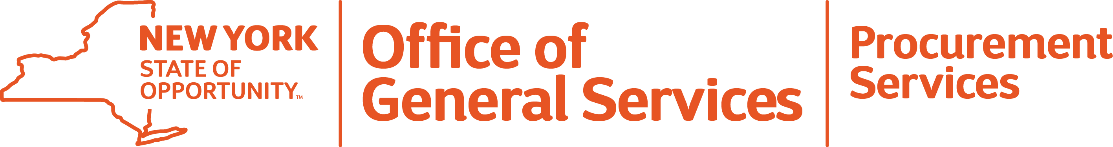 NEW YORK
STATE OF
OPPORTUNITY™
Office of
General Services
Procurement
Services